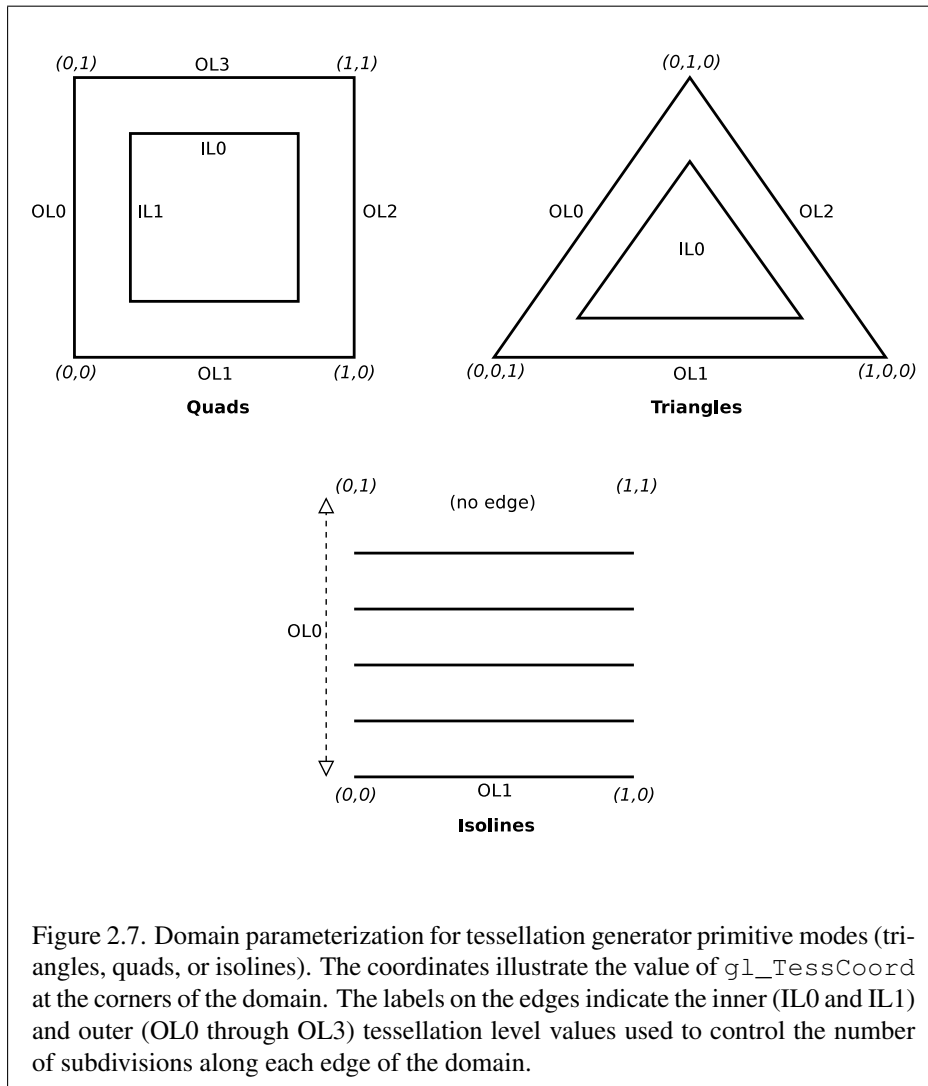 (0,1) OL3 (1,1)
IL0
OL0 IL1 OL2
(0,0) OL1 (1,0)
Quads
(0,1,0)
OL0 OL2
IL0
(0,0,1) OL1 (1,0,0)
Triangles
(0,1) (no edge) (1,1)
OL0
(0,0) OL1 (1,0)
Isolines
Figure 2.7. Domain parameterization for tessellation generator primitive modes (tri-
angles, quads, or isolines). The coordinates illustrate the value of gl_TessCoord
at the corners of the domain. The labels on the edges indicate the inner (IL0 and IL1)
and outer (OL0 through OL3) tessellation level values used to control the number
of subdivisions along each edge of the domain.